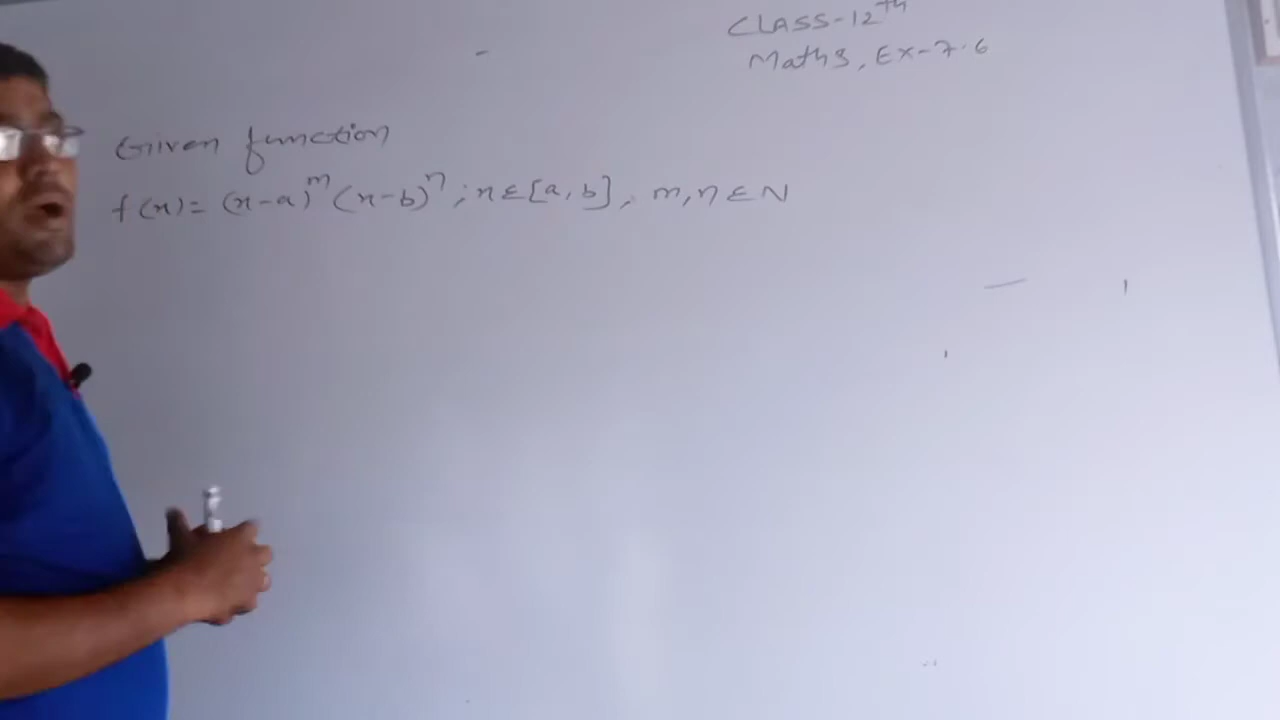 CLASS-12th
Maths, Ex-7.6
Given function
f(x)= (x-a)^m (x-b)^n ; x ε [a, b], m, n ε N